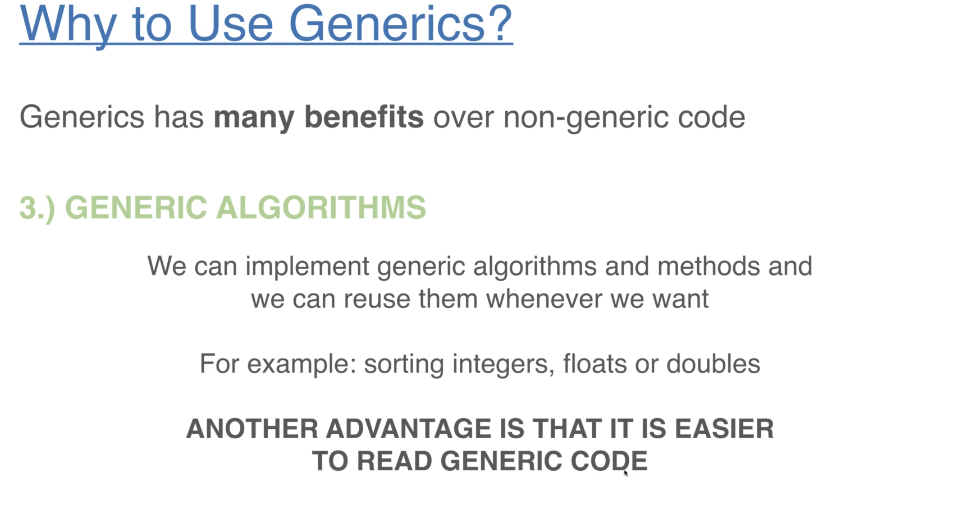 Why to Use Generics?
Generics has many benefits over non-generic code
3.) GENERIC ALGORITHMS
We can implement generic algorithms and methods and
we can reuse them whenever we want
For example: sorting integers, floats or doubles
ANOTHER ADVANTAGE IS THAT IT IS EASIER
TO READ GENERIC CODE